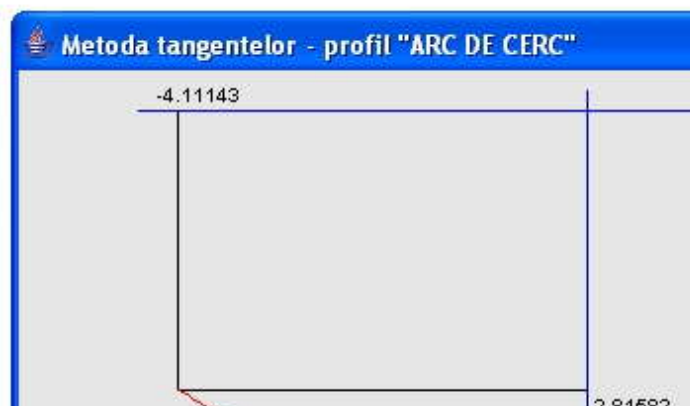 Metoda tangentelor - profil "ARC DE CERC"
-4.11143